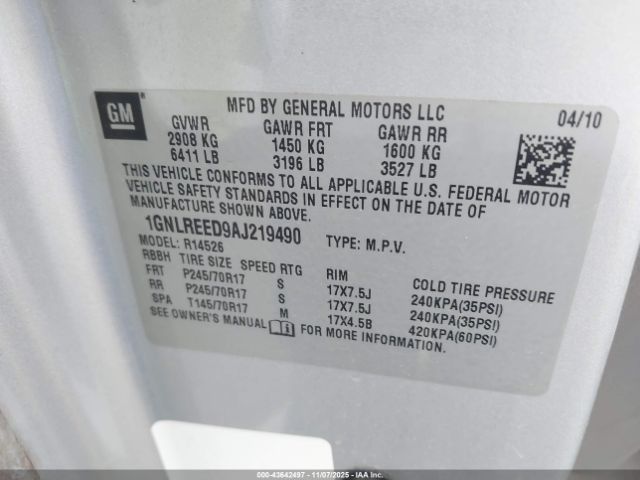 GM
MFD BY GENERAL MOTORS LLC 04/10
GVWR GAWR FRT GAWR RR
2908 KG 1450 KG 1600 KG
6411 LB 3196 LB 3527 LB
THIS VEHICLE CONFORMS TO ALL APPLICABLE U.S. FEDERAL MOTOR
VEHICLE SAFETY STANDARDS IN EFFECT ON THE DATE OF
MANUFACTURE SHOWN ABOVE.
1GNLREED9AJ219490 TYPE: M.P.V.
MODEL: R14526
RBBH TIRE SIZE SPEED RTG RIM COLD TIRE PRESSURE
FRT P245/70R17 S 17X7.5J 240KPA(35PSI)
RR P245/70R17 S 17X7.5J 240KPA(35PSI)
SPA T145/70R17 M 17X4.5B 420KPA(60PSI)
SEE OWNER'S MANUAL FOR MORE INFORMATION.
000-43642497 - 11/07/2025 - IAA Inc.